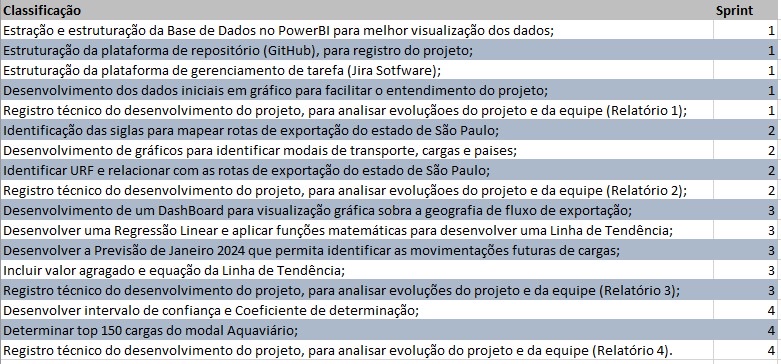 Classificação Sprint
Estração e estruturação da Base de Dados no PowerBI para melhor visualização dos dados; 1
Estruturação da plataforma de repositório (GitHub), para registro do projeto; 1
Estruturação da plataforma de gerenciamento de tarefa (Jira Sotfware); 1
Desenvolvimento dos dados iniciais em gráfico para facilitar o entendimento do projeto; 1
Registro técnico do desenvolvimento do projeto, para analisar evoluçãoes do projeto e da equipe (Relatório 1); 1
Identificação das siglas para mapear rotas de exportação do estado de São Paulo; 2
Desenvolvimento de gráficos para identificar modais de transporte, cargas e paises; 2
Identificar URF e relacionar com as rotas de exportação do estado de São Paulo; 2
Registro técnico do desenvolvimento do projeto, para analisar evoluçãoes do projeto e da equipe (Relatório 2); 2
Desenvolvimento de um DashBoard para visualização gráfica sobra a geografia de fluxo de exportação; 3
Desenvolver uma Regressão Linear e aplicar funções matemáticas para desenvolver uma Linha de Tendência; 3
Desenvolver a Previsão de Janeiro 2024 que permita identificar as movimentações futuras de cargas; 3
Incluir valor agragado e equação da Linha de Tendência; 3
Registro técnico do desenvolvimento do projeto, para analisar evoluções do projeto e da equipe (Relatório 3); 3
Desenvolver intervalo de confiança e Coeficiente de determinação; 4
Determinar top 150 cargas do modal Aquaviário; 4
Registro técnico do desenvolvimento do projeto, para analisar evolução do projeto e da equipe (Relatório 4). 4